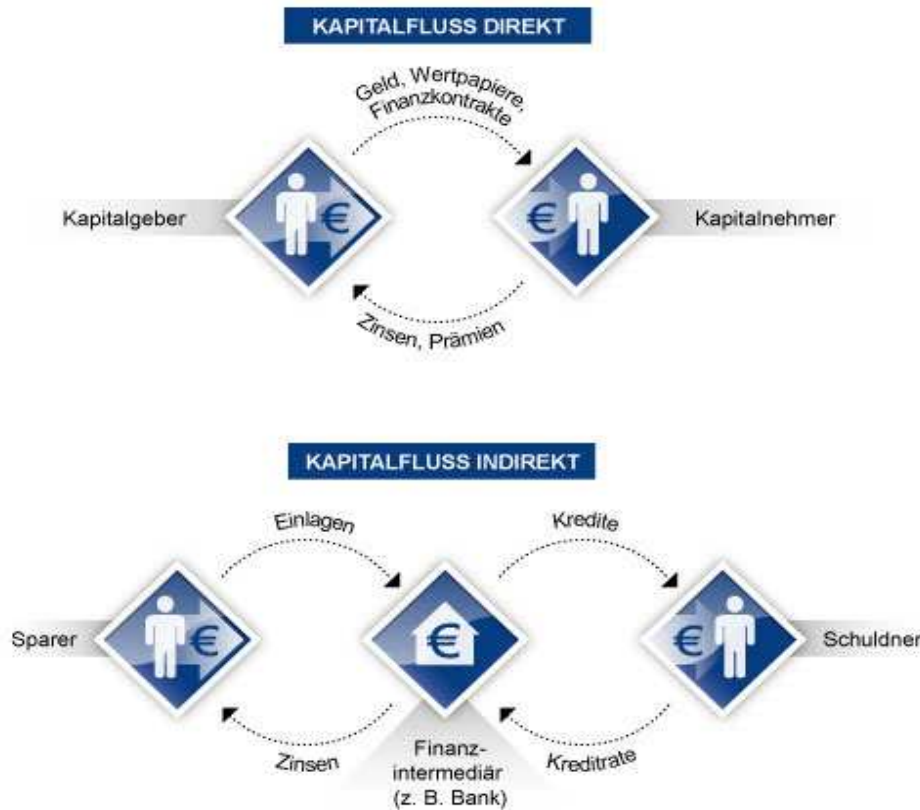 KAPITALFLUSS DIREKT
Geld, Wertpapiere,
Finanzkontrakte
€
€
Kapitalgeber
Kapitalnehmer
Zinsen, Prämien
KAPITALFLUSS INDIREKT
Einlagen
Kredite
€
€
€
Sparer
Schuldner
Zinsen
Finanz-
intermediär
(z. B. Bank)
Kreditrate